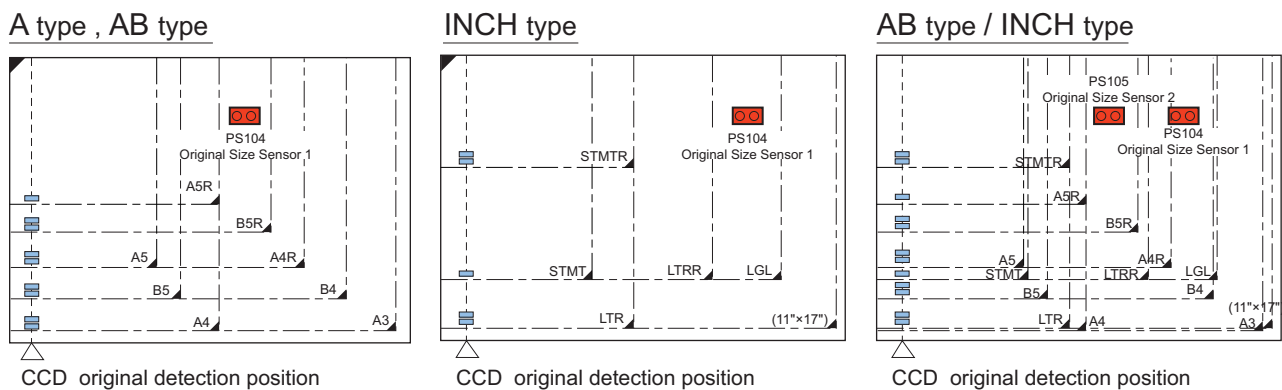 A type , AB type
PS104
Original Size Sensor 1
A5R
B5R
A5
A4R
B5
B4
A4
A3
CCD original detection position
INCH type
PS104
Original Size Sensor 1
STMTR
STMT
LTRR
LGL
LTR
(11"×17")
CCD original detection position
AB type / INCH type
PS105
Original Size Sensor 2
PS104
Original Size Sensor 1
STMTR
A5R
B5R
A5
A4R
STMT
LTRR
LGL
B5
B4
(11"×17")
LTR
A4
A3
CCD original detection position